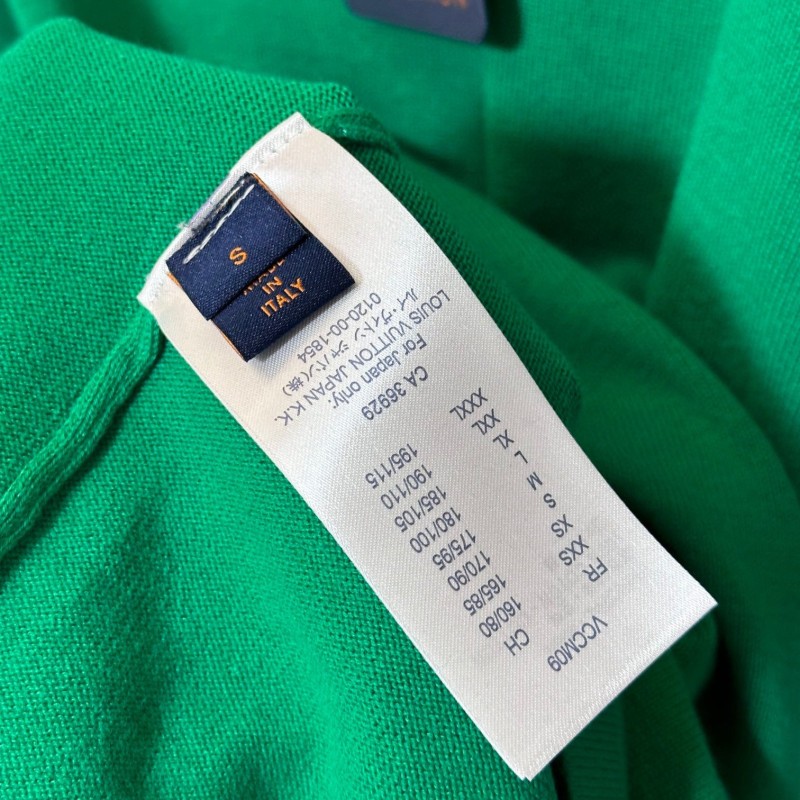 S
MADE
IN
ITALY
VCCM09
FR CH
XXS 160/80
XS 165/85
S 170/90
M 175/95
L 180/100
XL 185/105
XXL 190/110
XXXL 195/115
CA 36929
For Japan only:
LOUIS VUITTON JAPAN K.K.
ルイ・ヴィトン ジャパン(株)
0120-00-1854